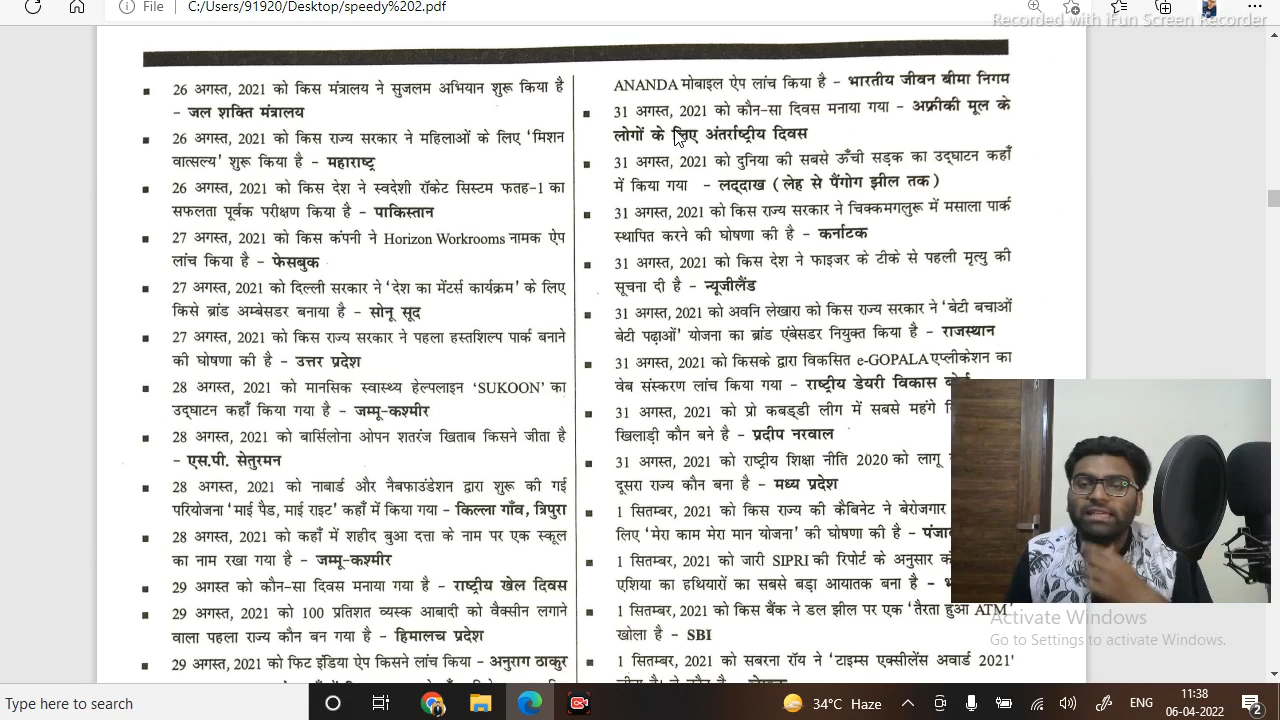 File
C:/Users/91920/Desktop/speedy%202.pdf
Recorded with iFun Screen Recorder
26 अगस्त, 2021 को किस मंत्रालय ने सुजलम अभियान शुरू किया है
- जल शक्ति मंत्रालय
26 अगस्त, 2021 को किस राज्य सरकार ने महिलाओं के लिए 'मिशन
वात्सल्य' शुरू किया है - महाराष्ट्र
26 अगस्त, 2021 को किस देश ने स्वदेशी रॉकेट सिस्टम फतह-1 का
सफलता पूर्वक परीक्षण किया है - पाकिस्तान
27 अगस्त, 2021 को किस कंपनी ने Horizon Workrooms नामक ऐप
लांच किया है - फेसबुक
27 अगस्त, 2021 को दिल्ली सरकार ने 'देश का मेंटर्स कार्यक्रम' के लिए
किसे ब्रांड अम्बेसडर बनाया है - सोनू सूद
27 अगस्त, 2021 को किस राज्य सरकार ने पहला हस्तशिल्प पार्क बनाने
की घोषणा की है - उत्तर प्रदेश
28 अगस्त, 2021 को मानसिक स्वास्थ्य हेल्पलाइन 'SUKOON' का
उद्घाटन कहाँ किया गया है - जम्मू-कश्मीर
28 अगस्त, 2021 को बार्सिलोना ओपन शतरंज खिताब किसने जीता है
- एस.पी. सेतुरमन
28 अगस्त, 2021 को नाबार्ड और नैबफाउंडेशन द्वारा शुरू की गई
परियोजना 'माई पैड, माई राइट' कहाँ में किया गया - किल्ला गाँव, त्रिपुरा
28 अगस्त, 2021 को कहाँ में शहीद बुआ दत्ता के नाम पर एक स्कूल
का नाम रखा गया है - जम्मू-कश्मीर
29 अगस्त को कौन-सा दिवस मनाया गया है - राष्ट्रीय खेल दिवस
29 अगस्त, 2021 को 100 प्रतिशत व्यस्क आबादी को वैक्सीन लगाने
वाला पहला राज्य कौन बन गया है - हिमालच प्रदेश
29 अगस्त, 2021 को फिट इंडिया ऐप किसने लांच किया - अनुराग ठाकुर
ANANDA मोबाइल ऐप लांच किया है - भारतीय जीवन बीमा निगम
31 अगस्त, 2021 को कौन-सा दिवस मनाया गया - अफ्रीकी मूल के
लोगों के लिए अंतर्राष्ट्रीय दिवस
31 अगस्त, 2021 को दुनिया की सबसे ऊँची सड़क का उद्घाटन कहाँ
में किया गया - लद्दाख (लेह से पैंगोंग झील तक)
31 अगस्त, 2021 को किस राज्य सरकार ने चिक्कमगलुरू में मसाला पार्क
स्थापित करने की घोषणा की है - कर्नाटक
31 अगस्त, 2021 को किस देश ने फाइजर के टीके से पहली मृत्यु की
सूचना दी है - न्यूजीलैंड
31 अगस्त, 2021 को अवनि लेखारा को किस राज्य सरकार ने 'बेटी बचाओं
बेटी पढ़ाओं' योजना का ब्रांड एंबेसडर नियुक्त किया है - राजस्थान
31 अगस्त, 2021 को किसके द्वारा विकसित e-GOPALA एप्लीकेशन का
वेब संस्करण लांच किया गया - राष्ट्रीय डेयरी विकास
31 अगस्त, 2021 को प्रो कबड्डी लीग में सबसे महंगे
खिलाड़ी कौन बने है - प्रदीप नरवाल
31 अगस्त, 2021 को राष्ट्रीय शिक्षा नीति 2020 को लागू
दूसरा राज्य कौन बना है - मध्य प्रदेश
1 सितम्बर, 2021 को किस राज्य की कैबिनेट ने बेरोजगार
लिए 'मेरा काम मेरा मान योजना' की घोषणा की है -
1 सितम्बर, 2021 को जारी SIPRI की रिपोर्ट के अनुसार
एशिया का हथियारों का सबसे बड़ा आयातक बना है -
1 सितम्बर, 2021 को किस बैंक ने डल झील पर एक 'तैरता हुआ ATM'
खोला है - SBI
1 सितम्बर, 2021 को सबरना रॉय ने 'टाइम्स एक्सीलेंस अवार्ड 2021'
Activate Windows
Go to Settings to activate Windows.
Type here to search
34°C Haze
ENG
11:38
06-04-2022
2